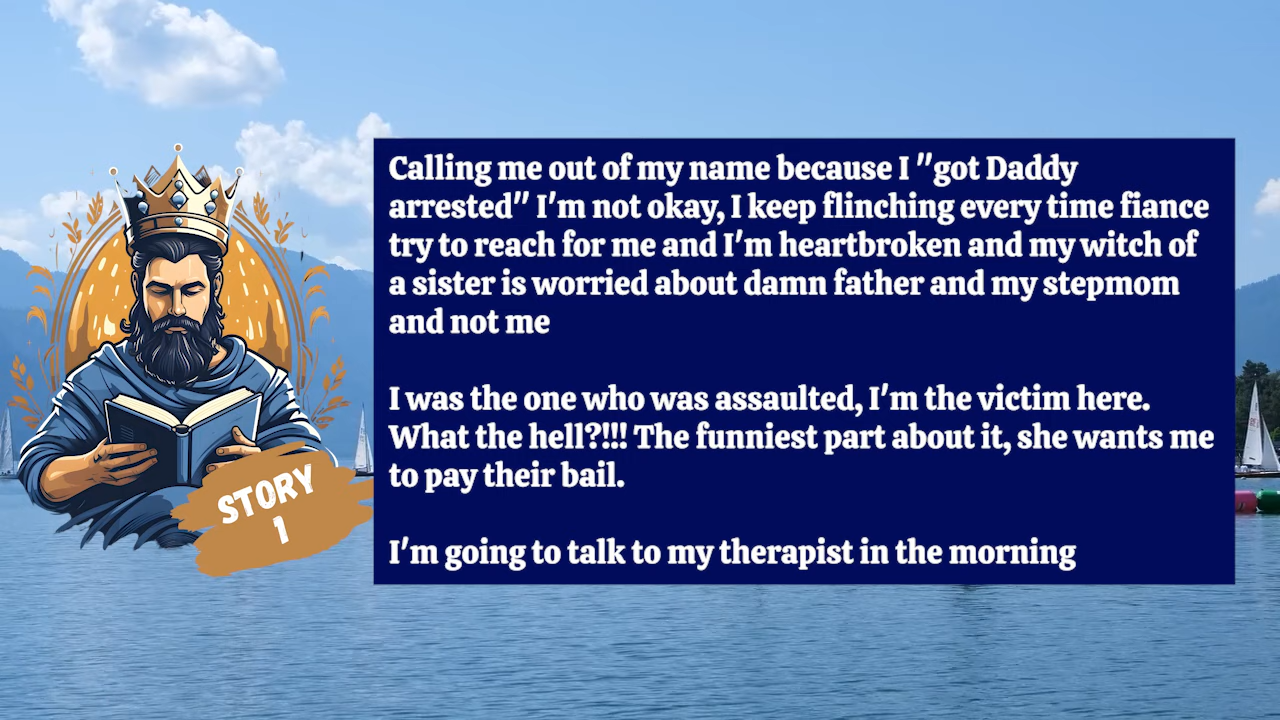 Calling me out of my name because I "got Daddy
arrested" I'm not okay, I keep flinching every time fiance
try to reach for me and I'm heartbroken and my witch of
a sister is worried about damn father and my stepmom
and not me
I was the one who was assaulted, I'm the victim here.
What the hell?!!! The funniest part about it, she wants me
to pay their bail.
I'm going to talk to my therapist in the morning
STORY
1